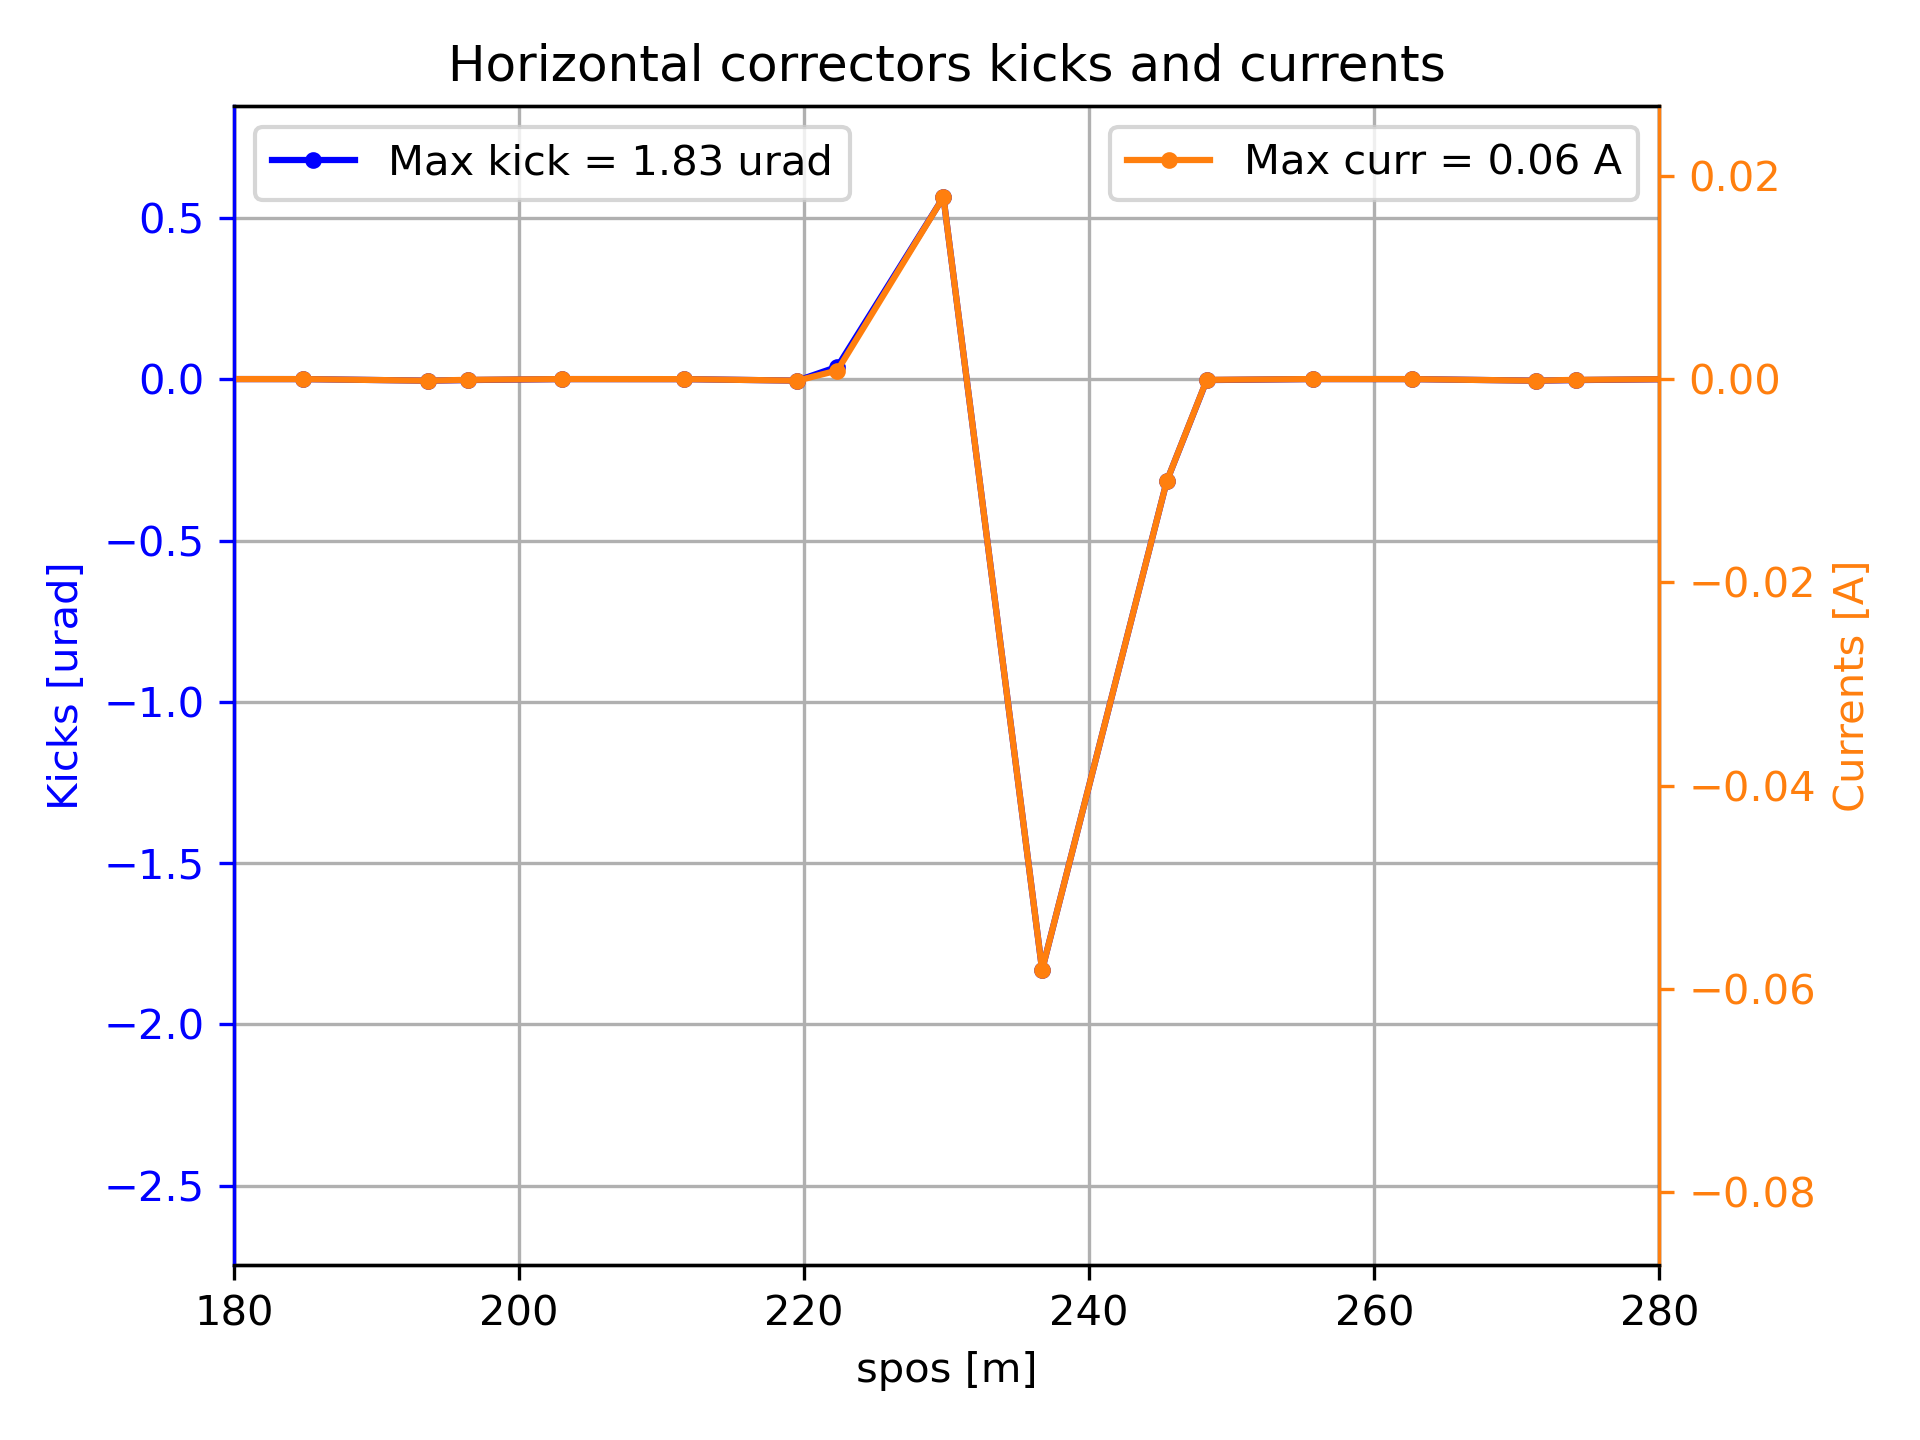 Horizontal correctors kicks and currents
Max kick = 1.83 urad
Max curr = 0.06 A
0.5
0.0
−0.5
−1.0
−1.5
−2.0
−2.5
Kicks [urad]
0.02
0.00
−0.02
−0.04
−0.06
−0.08
Currents [A]
180 200 220 240 260 280
spos [m]